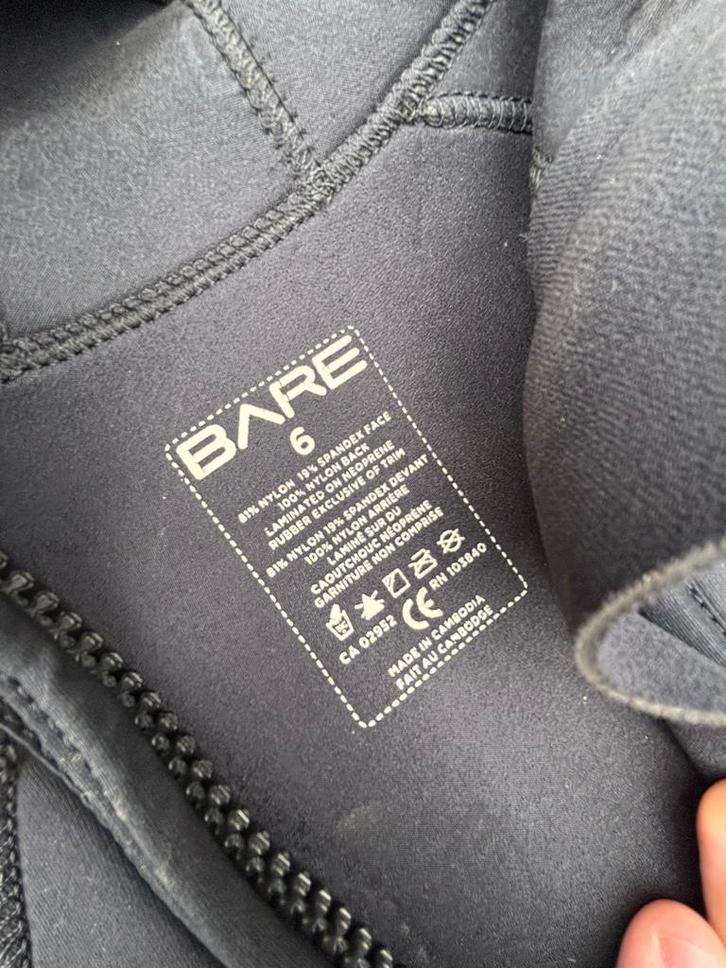 BARE
6
81% NYLON 19% SPANDEX FACE
100% NYLON BACK
LAMINATED ON NEOPRENE
RUBBER EXCLUSIVE OF TRIM
81% NYLON 19% SPANDEX DEVANT
100% NYLON ARRIÈRE
LAMINÉ SUR DU
CAOUTCHOUC NÉOPRÈNE
GARNITURE NON COMPRISE
CA 02952 CE RN 103840
MADE IN CAMBODIA
FAIT AU CAMBODGE